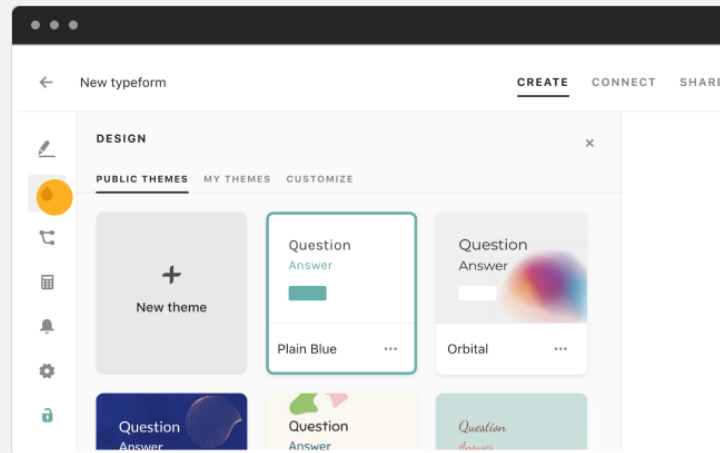 New typeform
CREATE CONNECT SHARE
DESIGN
PUBLIC THEMES MY THEMES CUSTOMIZE
New theme
Question
Answer
Plain Blue
Question
Answer
Orbital
Question
Answer
Question
Answer
Question
Answer